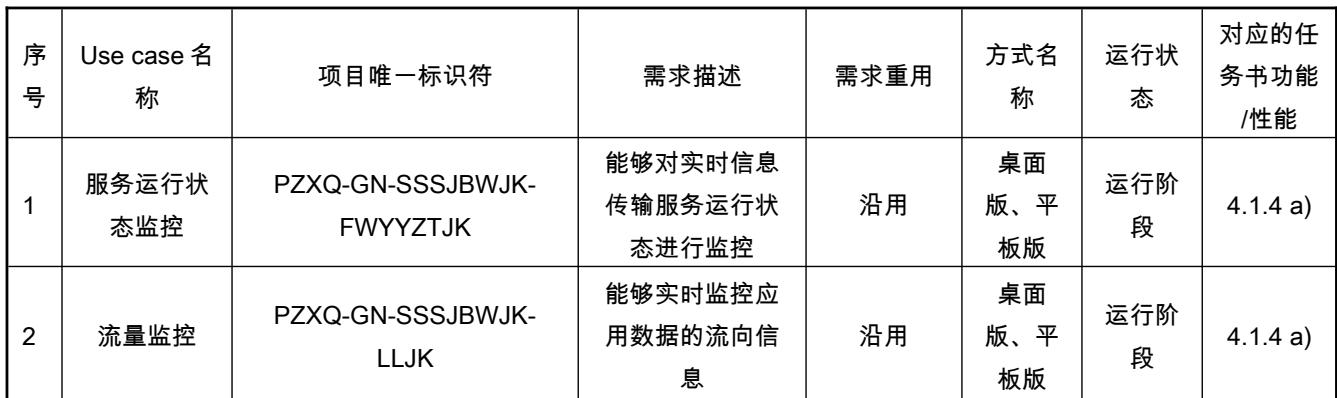 序号
Use case 名称
项目唯一标识符
需求描述
需求重用
方式名称
运行状态
对应的任务书功能/性能
1
服务运行状态监控
PZXQ-GN-SSSJBWJK-FWYYZTJK
能够对实时信息传输服务运行状态进行监控
沿用
桌面版、平板版
运行阶段
4.1.4 a)
2
流量监控
PZXQ-GN-SSSJBWJK-LLJK
能够实时监控应用数据的流向信息
沿用
桌面版、平板版
运行阶段
4.1.4 a)